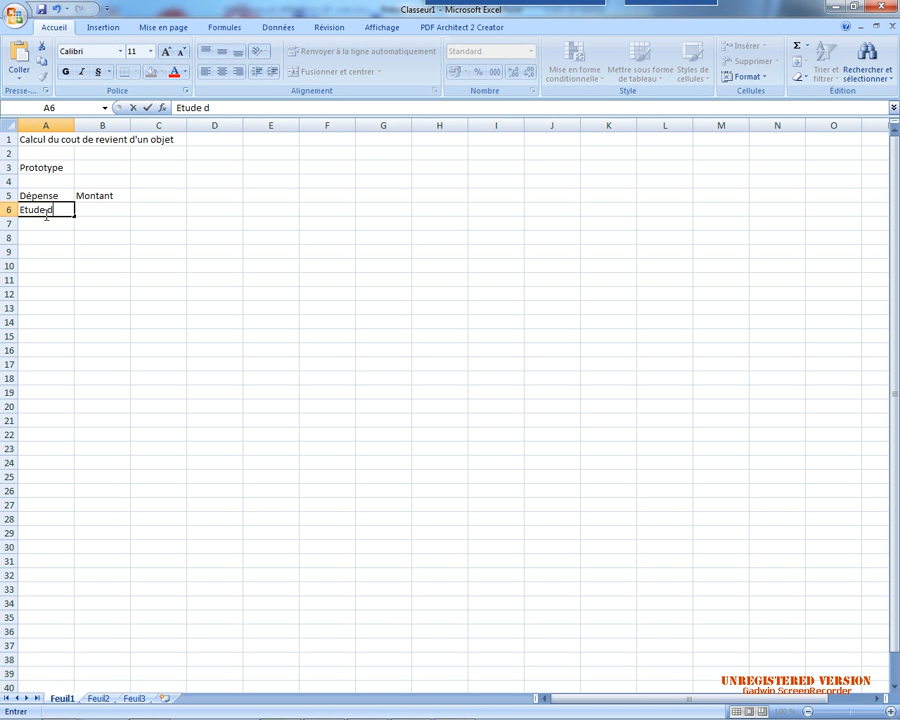 Classeur1 - Microsoft Excel
Accueil Insertion Mise en page Formules Données Révision Affichage PDF Architect 2 Creator
Coller
Calibri 11 A A
G I S A
Renvoyer à la ligne automatiquement
Fusionner et centrer
Standard
% 000
Mise en forme conditionnelle
Mettre sous forme de tableau
Styles de cellules
Insérer
Supprimer
Format
Σ
Trier et filtrer
Rechercher et sélectionner
Presse-... Police Alignement Nombre Style Cellules Édition
A6 fx Etude d
A B C D E F G H I J K L M N O
1 Calcul du cout de revient d'un objet
2
3 Prototype
4
5 Dépense Montant
6 Etude d
7
8
9
10
11
12
13
14
15
16
17
18
19
20
21
22
23
24
25
26
27
28
29
30
31
32
33
34
35
36
37
38
39
40
UNREGISTERED VERSION
Gadwin ScreenRecorder
Feuil1 Feuil2 Feuil3
Entrer 100 %